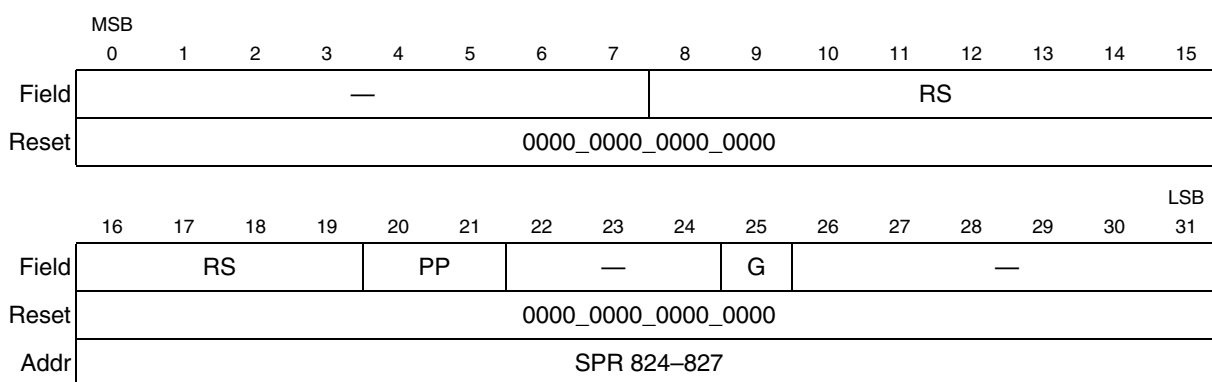 MSB
0 1 2 3 4 5 6 7 8 9 10 11 12 13 14 15
Field — RS
Reset 0000_0000_0000_0000
LSB
16 17 18 19 20 21 22 23 24 25 26 27 28 29 30 31
Field RS PP — G —
Reset 0000_0000_0000_0000
Addr SPR 824–827